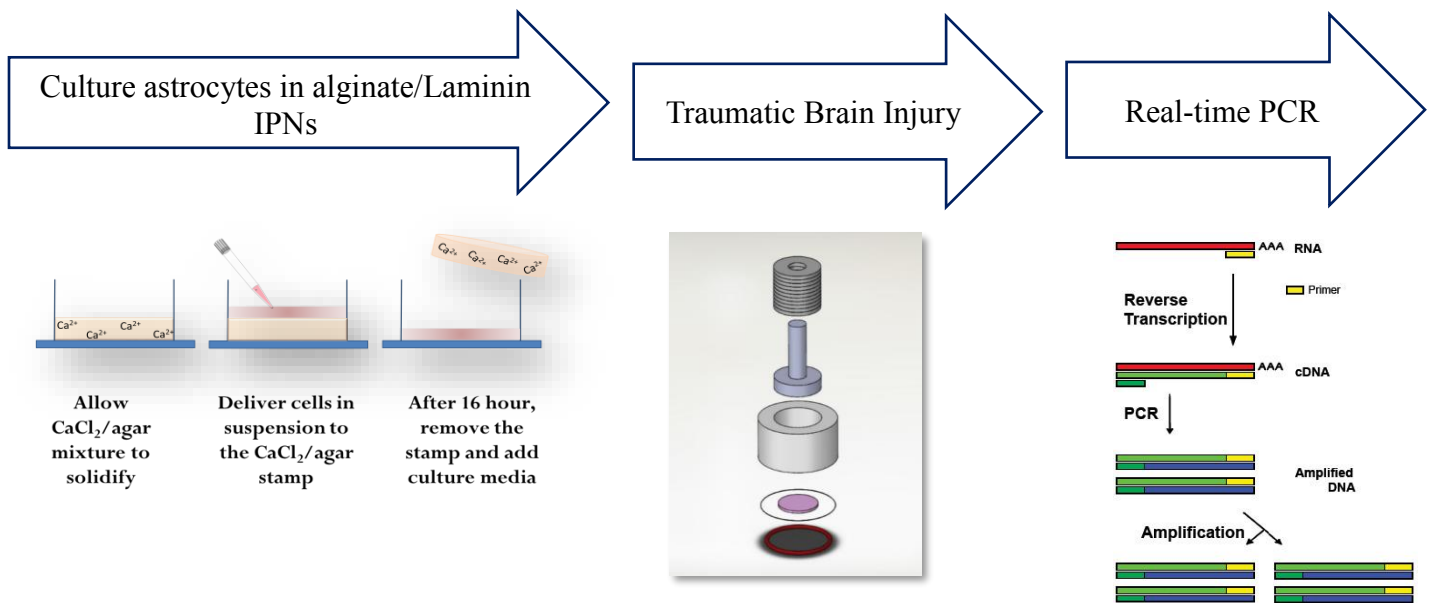 Culture astrocytes in alginate/Laminin
IPNs
Traumatic Brain Injury
Real-time PCR
Ca²⁺
Ca²⁺
Ca²⁺
Ca²⁺
Ca²⁺
Ca²⁺
Ca²⁺
Ca²⁺
Allow
CaCl₂/agar
mixture to
solidify
Deliver cells in
suspension to
the CaCl₂/agar
stamp
After 16 hour,
remove the
stamp and add
culture media
AAA RNA
Primer
Reverse
Transcription
AAA cDNA
PCR
Amplified
DNA
Amplification